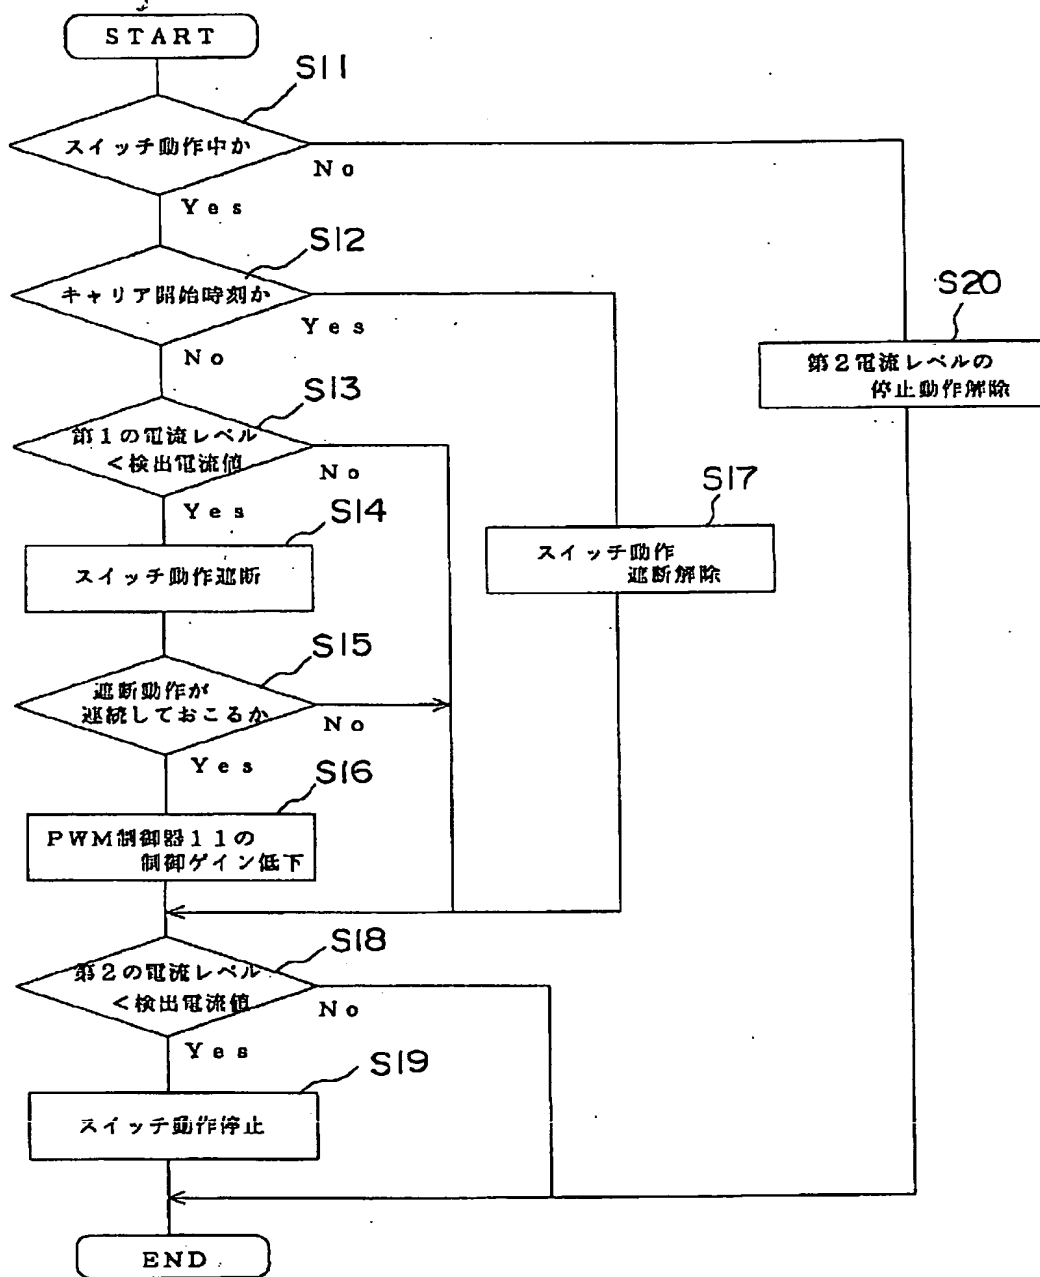 START
S11
スイッチ動作中か
No
Yes
S12
キャリア開始時刻か
Yes
No
S20
第2電流レベルの
停止動作解除
S13
第1の電流レベル
<検出電流値
No
Yes
S14
スイッチ動作遮断
S17
スイッチ動作
遮断解除
S15
遮断動作が
連続しておこるか
No
Yes
S16
PWM制御器11の
制御ゲイン低下
S18
第2の電流レベル
<検出電流値
No
Yes
S19
スイッチ動作停止
END